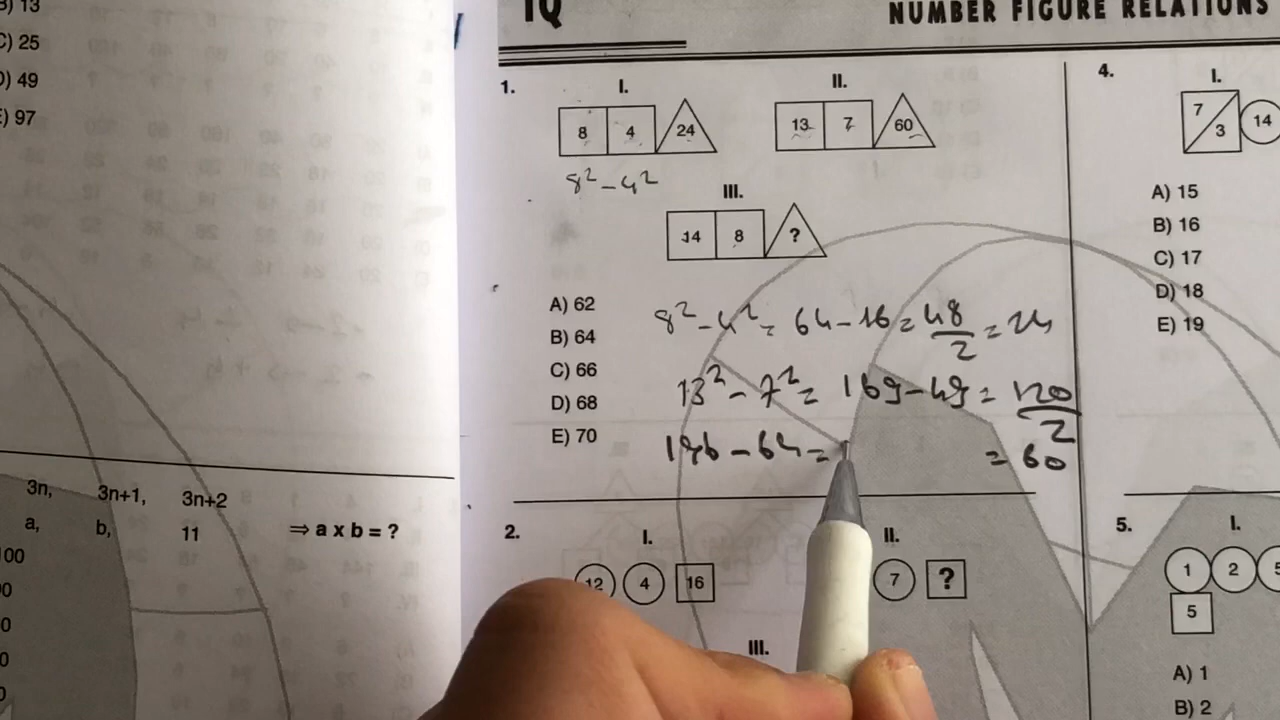 B) 13
C) 25
D) 49
E) 97
3n, 3n+1, 3n+2
a, b, 11 ⇒ a x b = ?
100
IQ
NUMBER FIGURE RELATIONS
1.
I.
8 4 24
8² - 4²
II.
13 7 60
III.
14 8 ?
A) 62
B) 64
C) 66
D) 68
E) 70
8² - 4² = 64 - 16 = 48/2 = 24
13² - 7² = 169 - 49 = 120/2
= 60
196 - 64 =
2.
I.
12 4 16
II.
7 ?
III.
4.
I.
7 3 14
A) 15
B) 16
C) 17
D) 18
E) 19
5.
I.
1 2 5
5
A) 1
B) 2